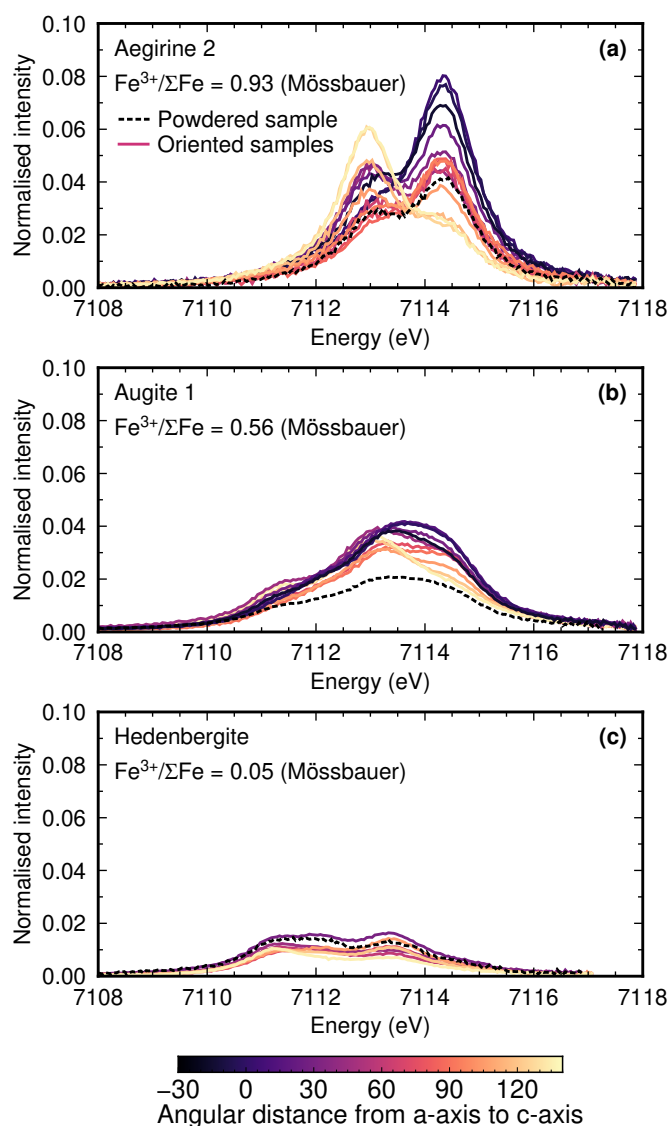 Aegirine 2 (a)
Fe³⁺/ΣFe = 0.93 (Mössbauer)
Powdered sample
Oriented samples
Normalised intensity
0.10
0.08
0.06
0.04
0.02
0.00
7108 7110 7112 7114 7116 7118
Energy (eV)
Augite 1 (b)
Fe³⁺/ΣFe = 0.56 (Mössbauer)
Normalised intensity
0.10
0.08
0.06
0.04
0.02
0.00
7108 7110 7112 7114 7116 7118
Energy (eV)
Hedenbergite (c)
Fe³⁺/ΣFe = 0.05 (Mössbauer)
Normalised intensity
0.10
0.08
0.06
0.04
0.02
0.00
7108 7110 7112 7114 7116 7118
Energy (eV)
−30 0 30 60 90 120
Angular distance from a-axis to c-axis